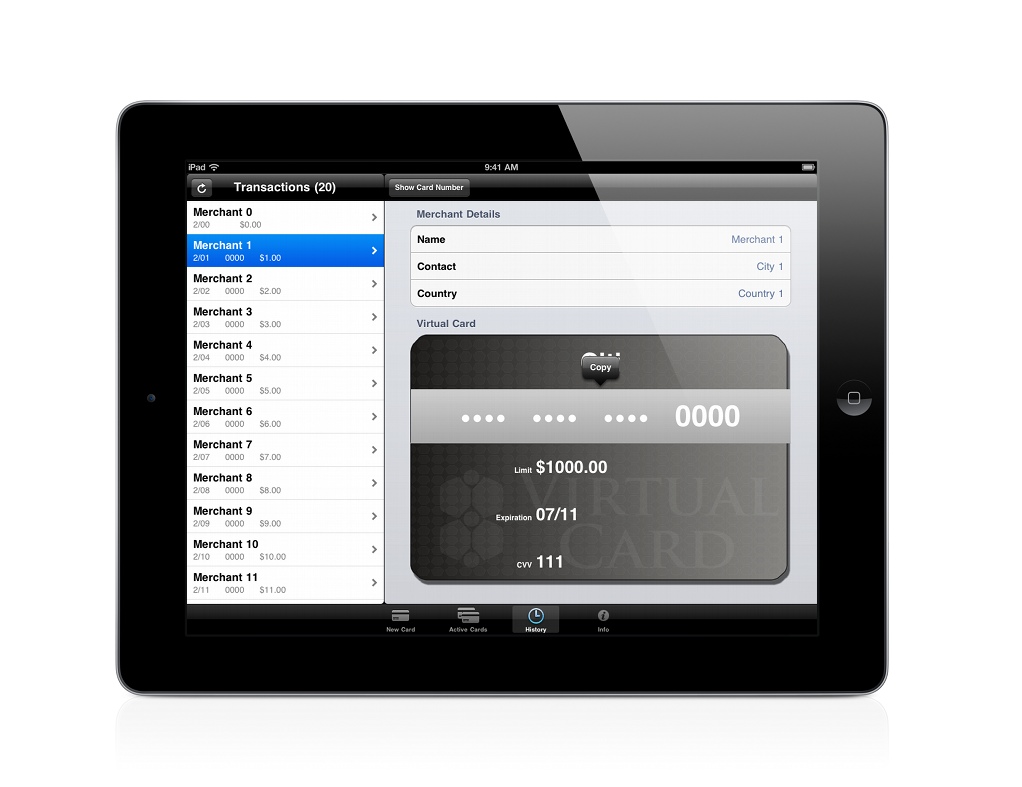 iPad 9:41 AM
Transactions (20)
Show Card Number
Merchant 0
2/00 $0.00
Merchant 1
2/01 0000 $1.00
Merchant 2
2/02 0000 $2.00
Merchant 3
2/03 0000 $3.00
Merchant 4
2/04 0000 $4.00
Merchant 5
2/05 0000 $5.00
Merchant 6
2/06 0000 $6.00
Merchant 7
2/07 0000 $7.00
Merchant 8
2/08 0000 $8.00
Merchant 9
2/09 0000 $9.00
Merchant 10
2/10 0000 $10.00
Merchant 11
2/11 0000 $11.00
Merchant Details
Name Merchant 1
Contact City 1
Country Country 1
Virtual Card
Copy
•••• •••• •••• 0000
Limit $1000.00
Expiration 07/11
CVV 111
VIRTUAL
CARD
New Card Active Cards History Info